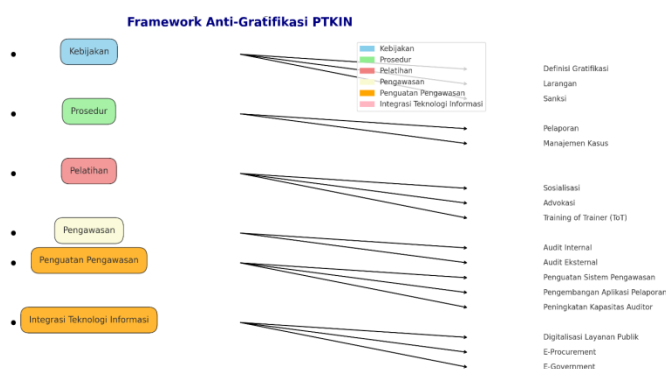 Framework Anti-Gratifikasi PTKIN
Kebijakan
Kebijakan
Prosedur
Pelatihan
Pengawasan
Penguatan Pengawasan
Integrasi Teknologi Informasi
Definisi Gratifikasi
Larangan
Sanksi
Prosedur
Pelaporan
Manajemen Kasus
Pelatihan
Sosialisasi
Advokasi
Training of Trainer (ToT)
Pengawasan
Audit Internal
Audit Eksternal
Penguatan Pengawasan
Penguatan Sistem Pengawasan
Pengembangan Aplikasi Pelaporan
Peningkatan Kapasitas Auditor
Integrasi Teknologi Informasi
Digitalisasi Layanan Publik
E-Procurement
E-Government